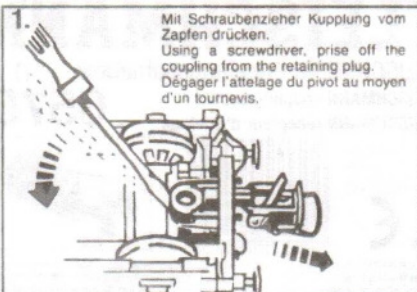 1.
Mit Schraubenzieher Kupplung vom
Zapfen drücken.
Using a screwdriver, prise off the
coupling from the retaining plug.
Dégager l'attelage du pivot au moyen
d'un tournevis.